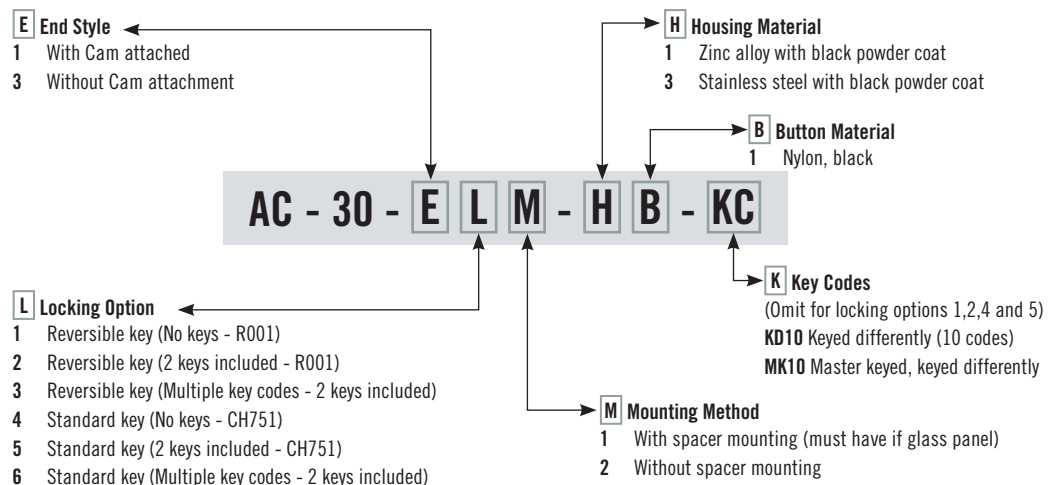 E End Style
1 With Cam attached
3 Without Cam attachment
H Housing Material
1 Zinc alloy with black powder coat
3 Stainless steel with black powder coat
B Button Material
1 Nylon, black
AC - 30 - E L M - H B - KC
L Locking Option
1 Reversible key (No keys - R001)
2 Reversible key (2 keys included - R001)
3 Reversible key (Multiple key codes - 2 keys included)
4 Standard key (No keys - CH751)
5 Standard key (2 keys included - CH751)
6 Standard key (Multiple key codes - 2 keys included)
M Mounting Method
1 With spacer mounting (must have if glass panel)
2 Without spacer mounting
K Key Codes
(Omit for locking options 1,2,4 and 5)
KD10 Keyed differently (10 codes)
MK10 Master keyed, keyed differently